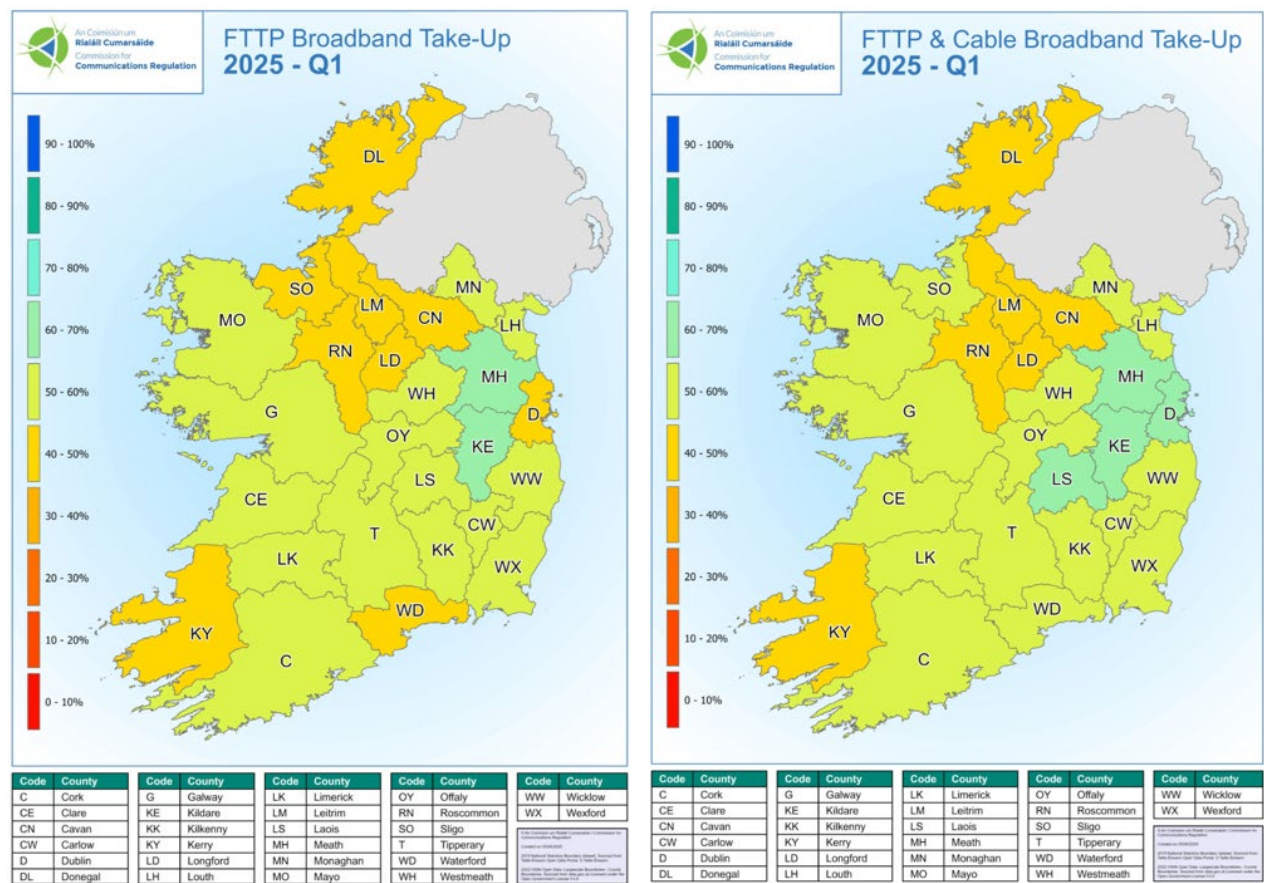 An Coimisiún um
Rialáil Cumarsáide
Commission for
Communications Regulation
FTTP Broadband Take-Up
2025 - Q1
90 - 100%
80 - 90%
70 - 80%
60 - 70%
50 - 60%
40 - 50%
30 - 40%
20 - 30%
10 - 20%
0 - 10%
DL
SO
LM
MN
CN
MO
LH
RN
LD
MH
WH
G
D
OY
KE
LS
WW
CE
CW
T
KK
LK
WX
WD
KY
C
Code County
C Cork
CE Clare
CN Cavan
CW Carlow
D Dublin
DL Donegal
Code County
G Galway
KE Kildare
KK Kilkenny
KY Kerry
LD Longford
LH Louth
Code County
LK Limerick
LM Leitrim
LS Laois
MH Meath
MN Monaghan
MO Mayo
Code County
OY Offaly
RN Roscommon
SO Sligo
T Tipperary
WD Waterford
WH Westmeath
Code County
WW Wicklow
WX Wexford
An Coimisiún um
Rialáil Cumarsáide
Commission for
Communications Regulation
FTTP & Cable Broadband Take-Up
2025 - Q1
90 - 100%
80 - 90%
70 - 80%
60 - 70%
50 - 60%
40 - 50%
30 - 40%
20 - 30%
10 - 20%
0 - 10%
DL
SO
LM
MN
CN
MO
LH
RN
LD
MH
WH
G
D
OY
KE
LS
WW
CE
CW
T
KK
LK
WX
WD
KY
C
Code County
C Cork
CE Clare
CN Cavan
CW Carlow
D Dublin
DL Donegal
Code County
G Galway
KE Kildare
KK Kilkenny
KY Kerry
LD Longford
LH Louth
Code County
LK Limerick
LM Leitrim
LS Laois
MH Meath
MN Monaghan
MO Mayo
Code County
OY Offaly
RN Roscommon
SO Sligo
T Tipperary
WD Waterford
WH Westmeath
Code County
WW Wicklow
WX Wexford